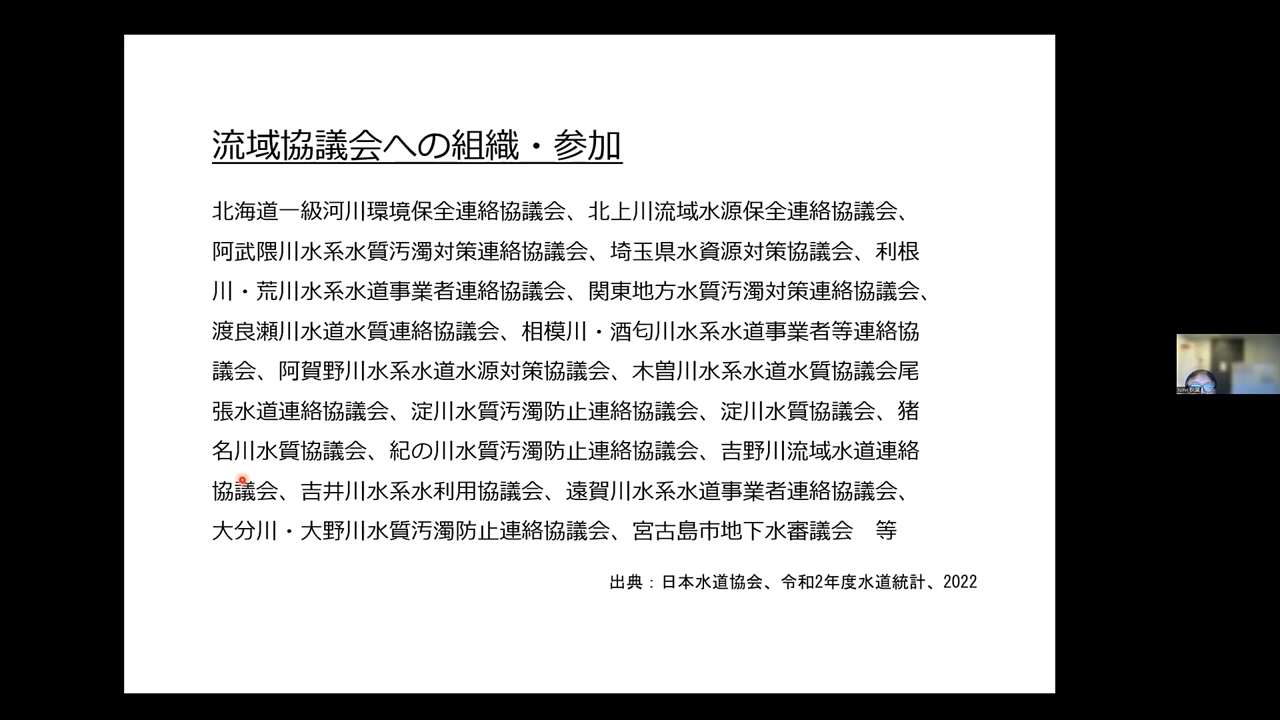 流域協議会への組織・参加
北海道一級河川環境保全連絡協議会、北上川流域水源保全連絡協議会、
阿武隈川水系水質汚濁対策連絡協議会、埼玉県水資源対策協議会、利根
川・荒川水系水道事業者連絡協議会、関東地方水質汚濁対策連絡協議会、
渡良瀬川水道水質連絡協議会、相模川・酒匂川水系水道事業者等連絡協
議会、阿賀野川水系水道水源対策協議会、木曽川水系水道水質協議会尾
張水道連絡協議会、淀川水質汚濁防止連絡協議会、淀川水質協議会、猪
名川水質協議会、紀の川水質汚濁防止連絡協議会、吉野川流域水道連絡
協議会、吉井川水系水利用協議会、遠賀川水系水道事業者連絡協議会、
大分川・大野川水質汚濁防止連絡協議会、宮古島市地下水審議会　等
出典：日本水道協会、令和2年度水道統計、2022